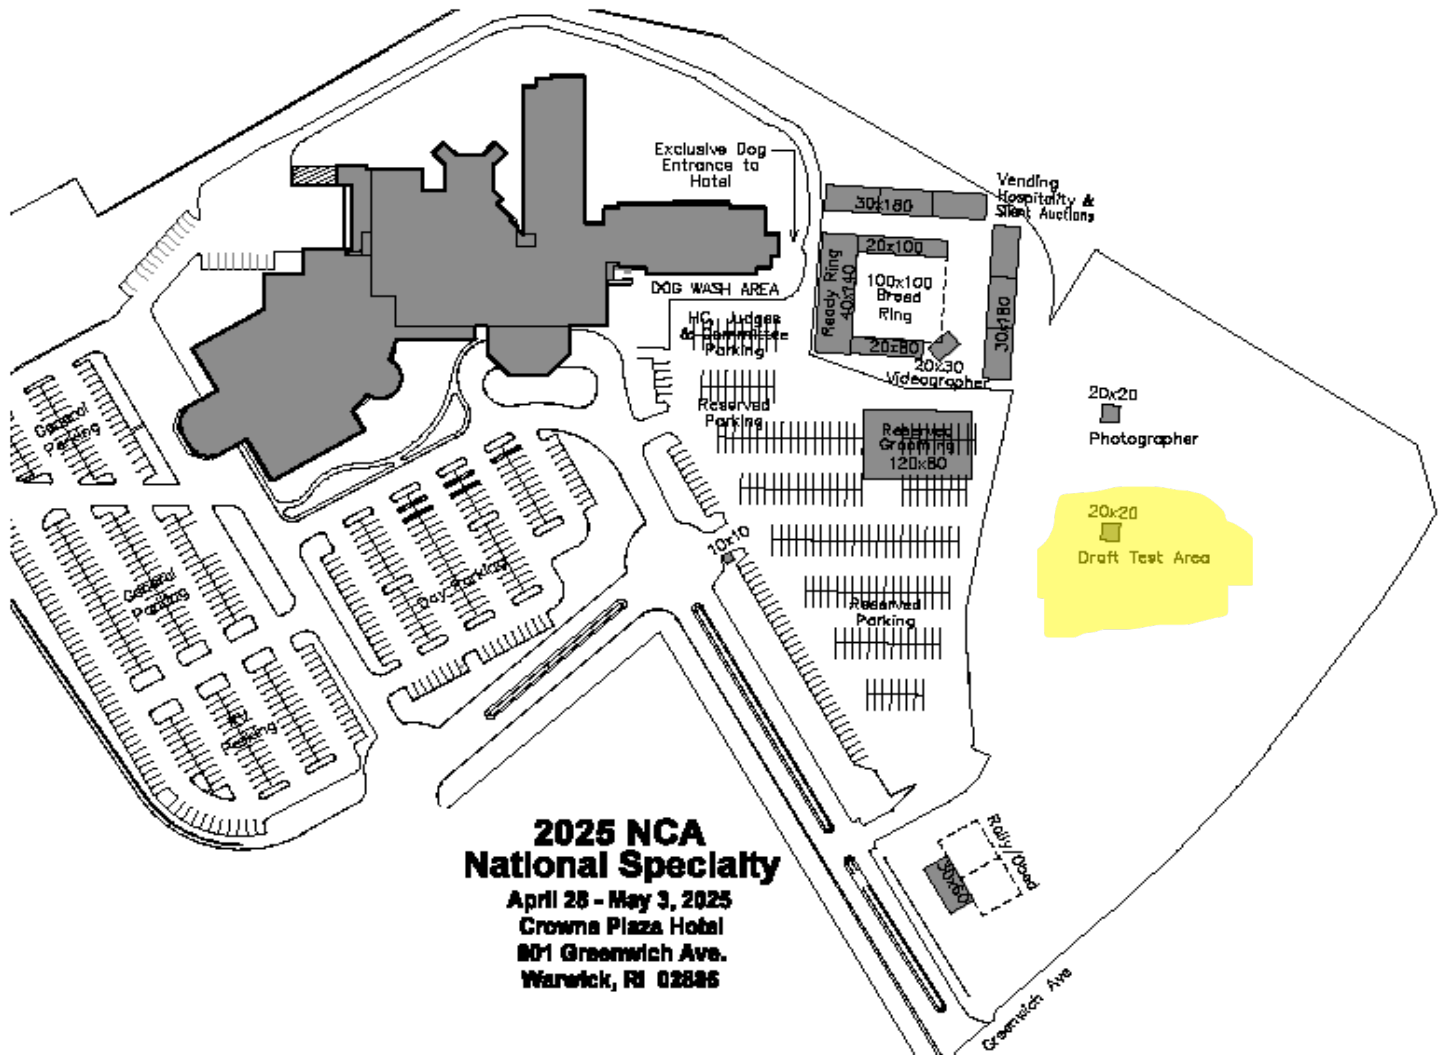 Exclusive Dog
Entrance to
Hotel
Vending
Hospitality &
Silent Auctions
30x180
20x100
Ready Ring
40x140
100x100
Breed
Ring
30x180
20x80
20x30
Videographer
DOG WASH AREA
HC, Judges
& Committee
Parking
Reserved
Parking
General
Parking
20x20
Photographer
Reserved
Grooming
120x80
20x20
Draft Test Area
10x10
General
Parking
Day Parking
Reserved
Parking
RV
Parking
Rally/Obed
30x60
2025 NCA
National Specialty
April 28 - May 3, 2025
Crowne Plaza Hotel
801 Greenwich Ave.
Warwick, RI 02886
Greenwich Ave